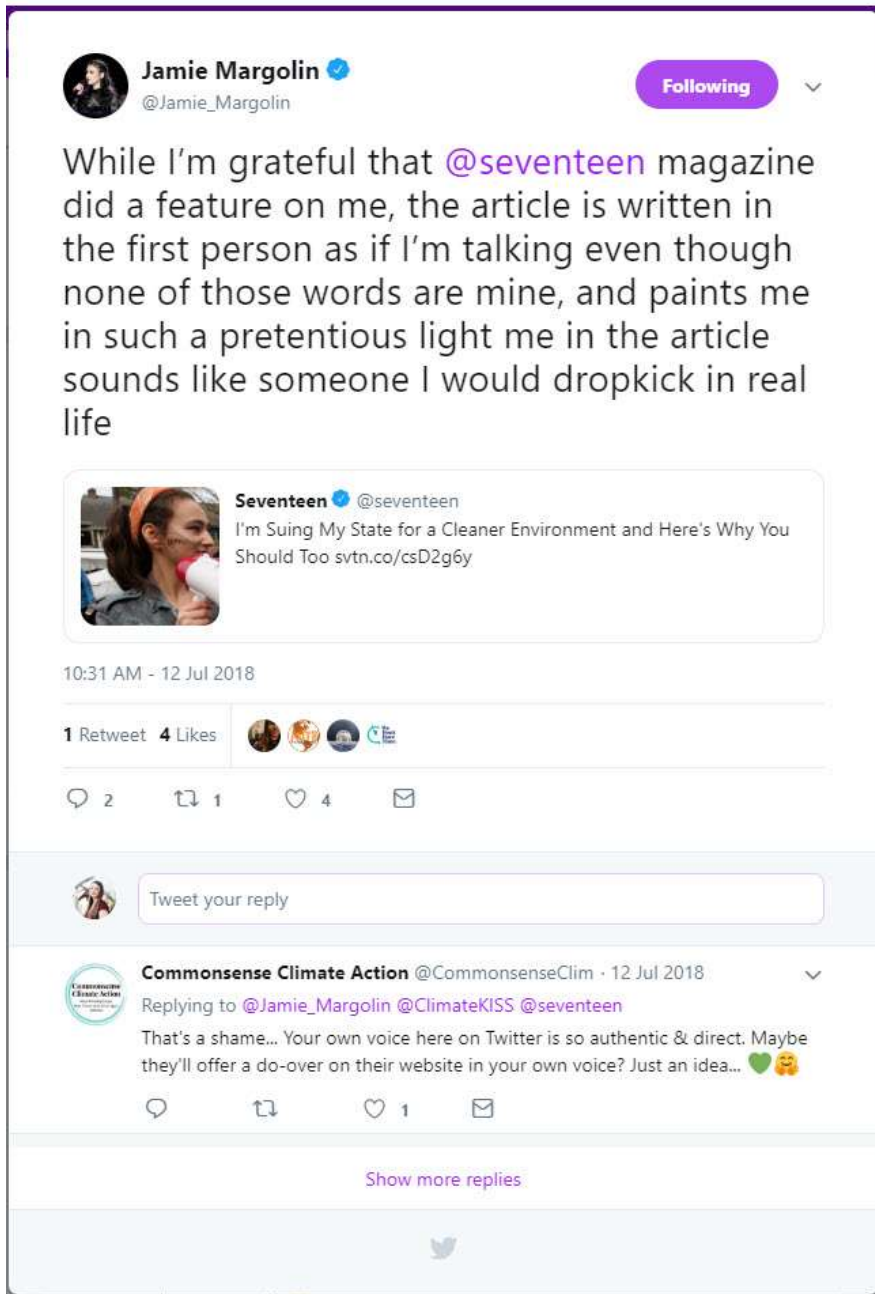 Jamie Margolin
@Jamie_Margolin
Following
While I'm grateful that @seventeen magazine
did a feature on me, the article is written in
the first person as if I'm talking even though
none of those words are mine, and paints me
in such a pretentious light me in the article
sounds like someone I would dropkick in real
life
Seventeen @seventeen
I'm Suing My State for a Cleaner Environment and Here's Why You
Should Too svtn.co/csD2g6y
10:31 AM - 12 Jul 2018
1 Retweet 4 Likes
2 1 4
Tweet your reply
Commonsense Climate Action @CommonsenseClim · 12 Jul 2018
Commonsense
Climate Action
Replying to @Jamie_Margolin @ClimateKISS @seventeen
That's a shame... Your own voice here on Twitter is so authentic & direct. Maybe
they'll offer a do-over on their website in your own voice? Just an idea... 💚🤗
1
Show more replies